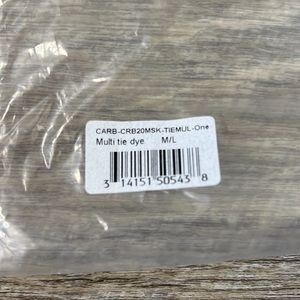 CARB-CRB20MSK-TIEMUL-One
Multi tie dye M/L
3 14151 50543 8